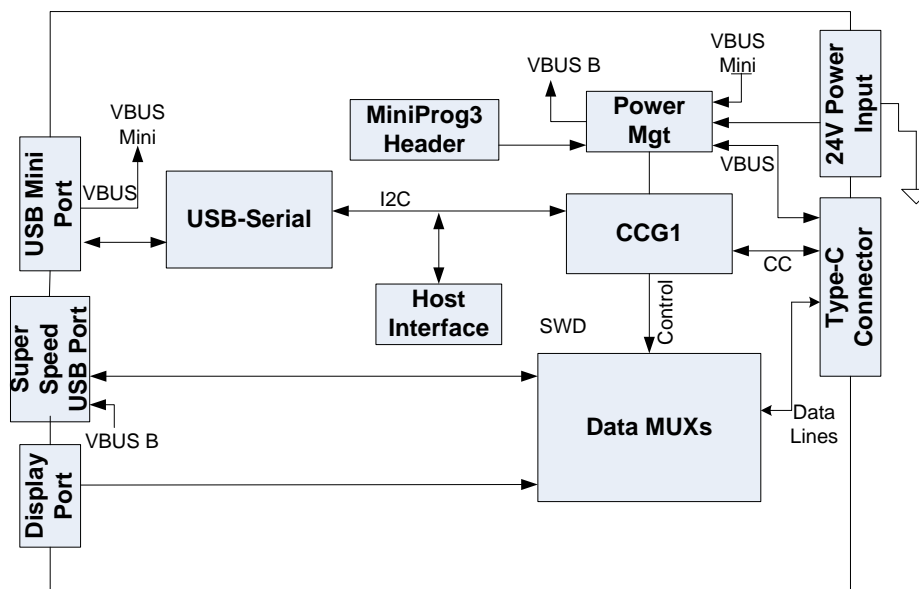 VBUS
Mini
VBUS B
24V Power
Input
VBUS
Mini
MiniProg3
Header
Power
Mgt
VBUS
USB Mini
Port
VBUS
USB-Serial
I2C
CCG1
CC
Type-C
Connector
Host
Interface
Control
SWD
Super
Speed
USB Port
VBUS B
Data MUXs
Data
Lines
Display
Port